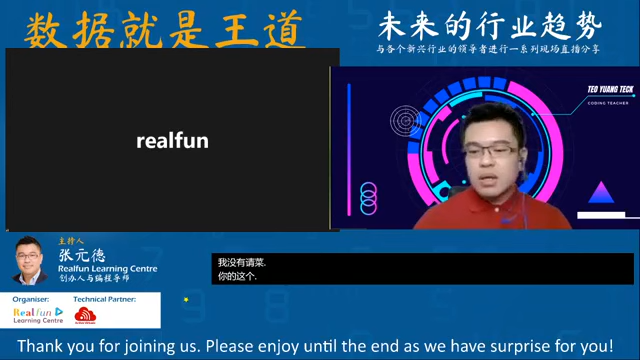 数据就是王道
未来的行业趋势
与各个新兴行业的领导者进行一系列现场直播分享
realfun
TEO YUANG TECK
CODING TEACHER
主持人
张元德
Realfun Learning Centre
创办人与编程导师
我没有请菜.
你的这个.
Organiser:
Technical Partner:
Realfun
Learning Centre
Thank you for joining us. Please enjoy until the end as we have surprise for you!